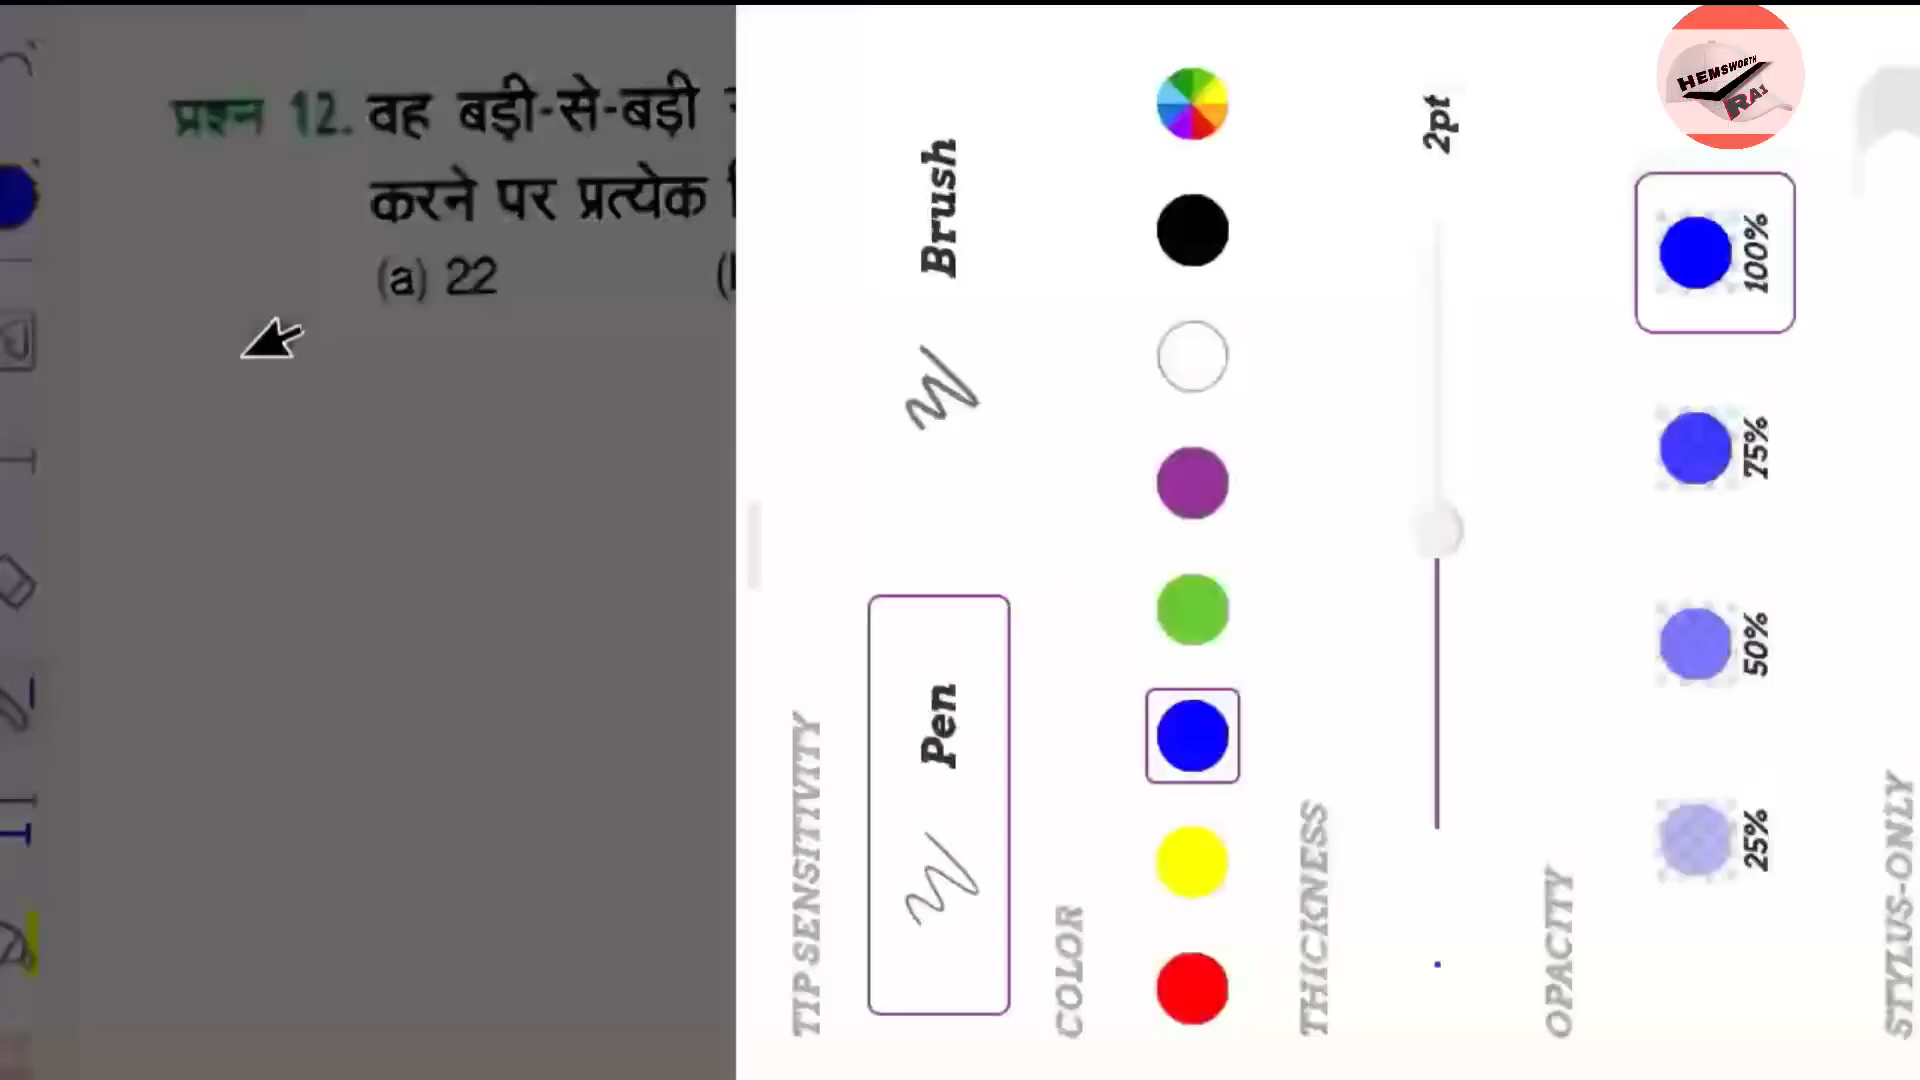 प्रश्न 12. वह बड़ी-से-बड़ी
करने पर प्रत्येक
(a) 22
TIP SENSITIVITY
Pen
Brush
COLOR
THICKNESS
2pt
OPACITY
25%
50%
75%
100%
STYLUS-ONLY
HEMSWORTH
RA1